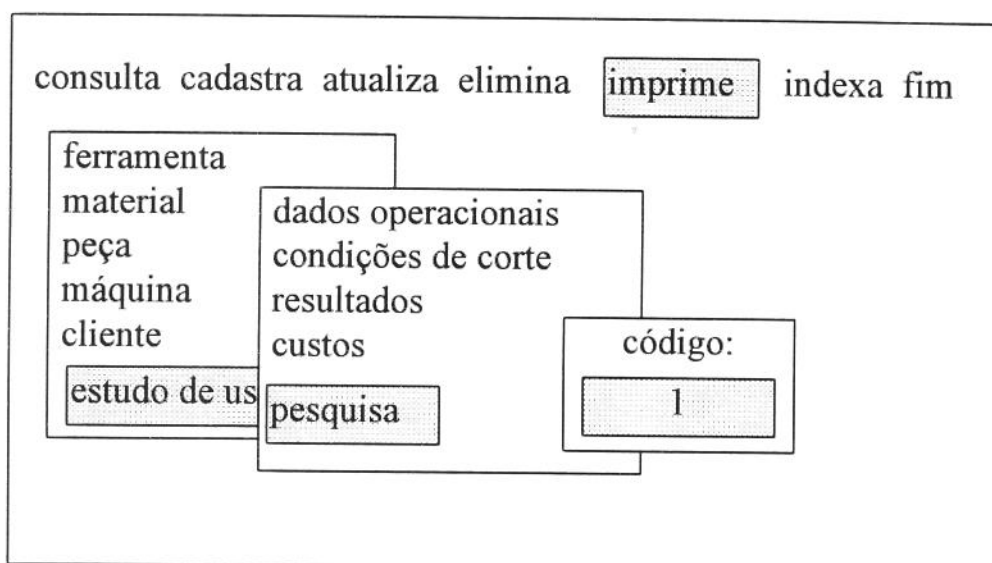 consulta cadastra atualiza elimina imprime indexa fim
ferramenta
material
peça
máquina
cliente
estudo de us
dados operacionais
condições de corte
resultados
custos
pesquisa
código:
1